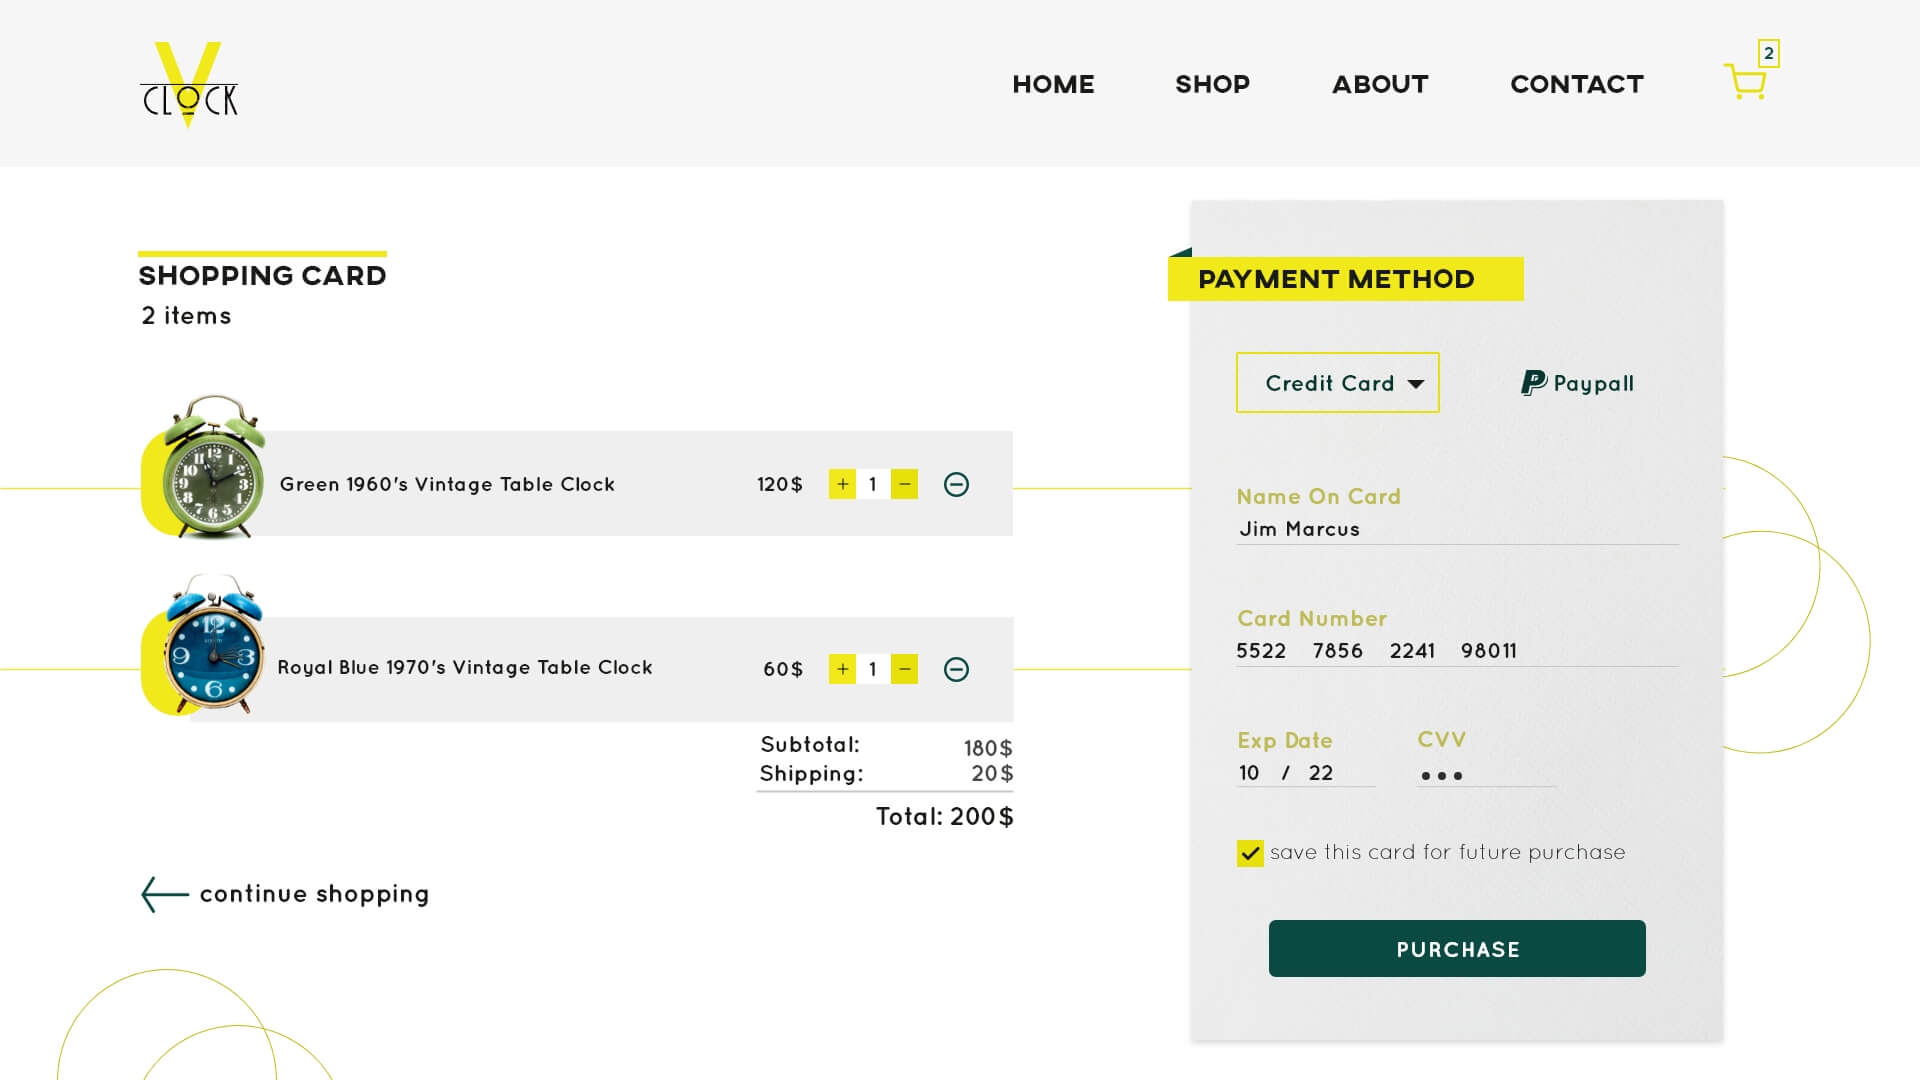 V
CLOCK
HOME SHOP ABOUT CONTACT 2
SHOPPING CARD
2 items
Green 1960's Vintage Table Clock 120$ + 1 −
Royal Blue 1970's Vintage Table Clock 60$ + 1 −
Subtotal: 180$
Shipping: 20$
Total: 200$
continue shopping
PAYMENT METHOD
Credit Card Paypall
Name On Card
Jim Marcus
Card Number
5522 7856 2241 98011
Exp Date CVV
10 / 22 •••
save this card for future purchase
PURCHASE